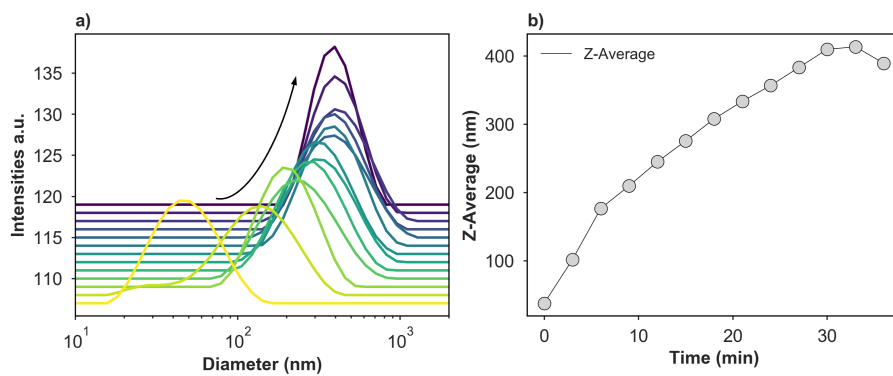 a)
Intensities a.u.
135
130
125
120
115
110
10^1
10^2
10^3
Diameter (nm)
b)
Z-Average
Z-Average (nm)
400
300
200
100
0
10
20
30
Time (min)